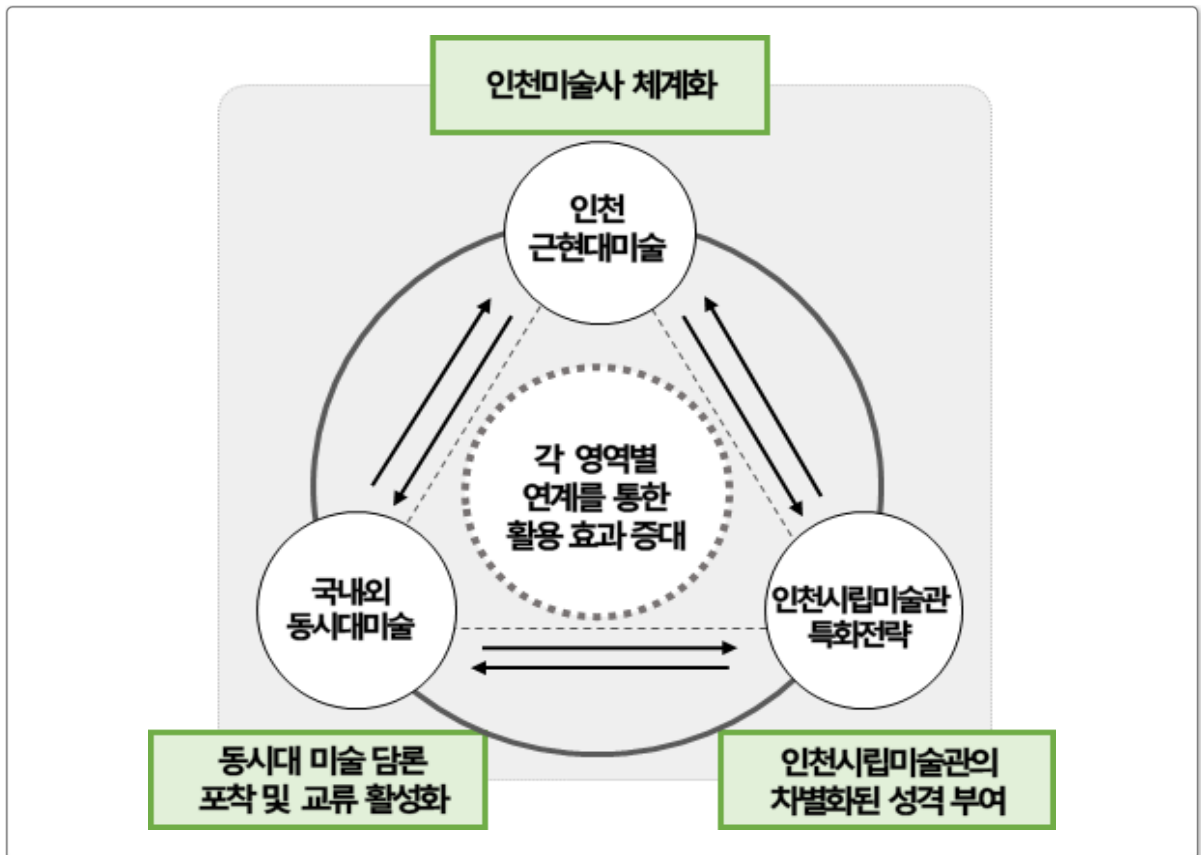 인천미술사 체계화
인천
근현대미술
각 영역별
연계를 통한
활용 효과 증대
국내외
동시대미술
인천시립미술관
특화전략
동시대 미술 담론
포착 및 교류 활성화
인천시립미술관의
차별화된 성격 부여